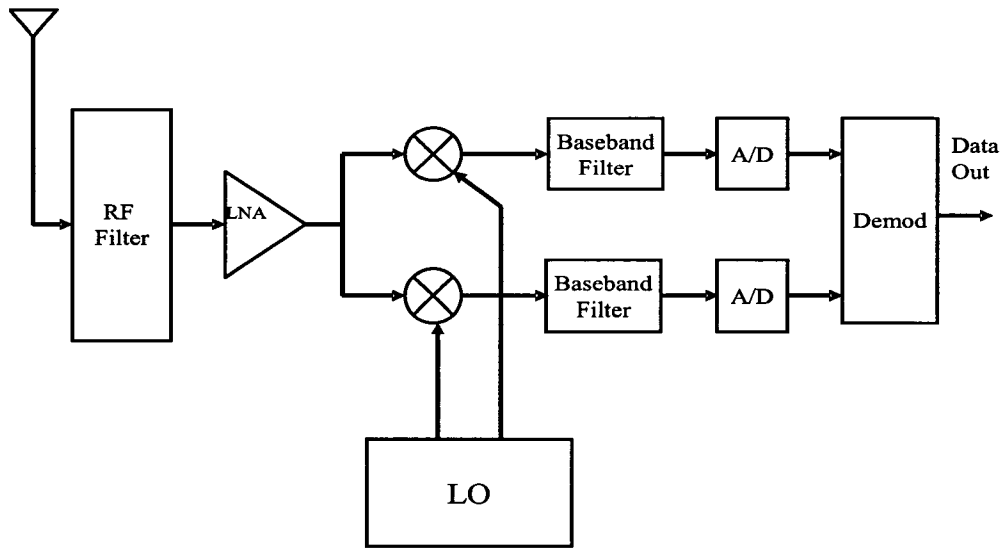 RF
Filter
LNA
Baseband
Filter
A/D
Baseband
Filter
A/D
Demod
Data
Out
LO